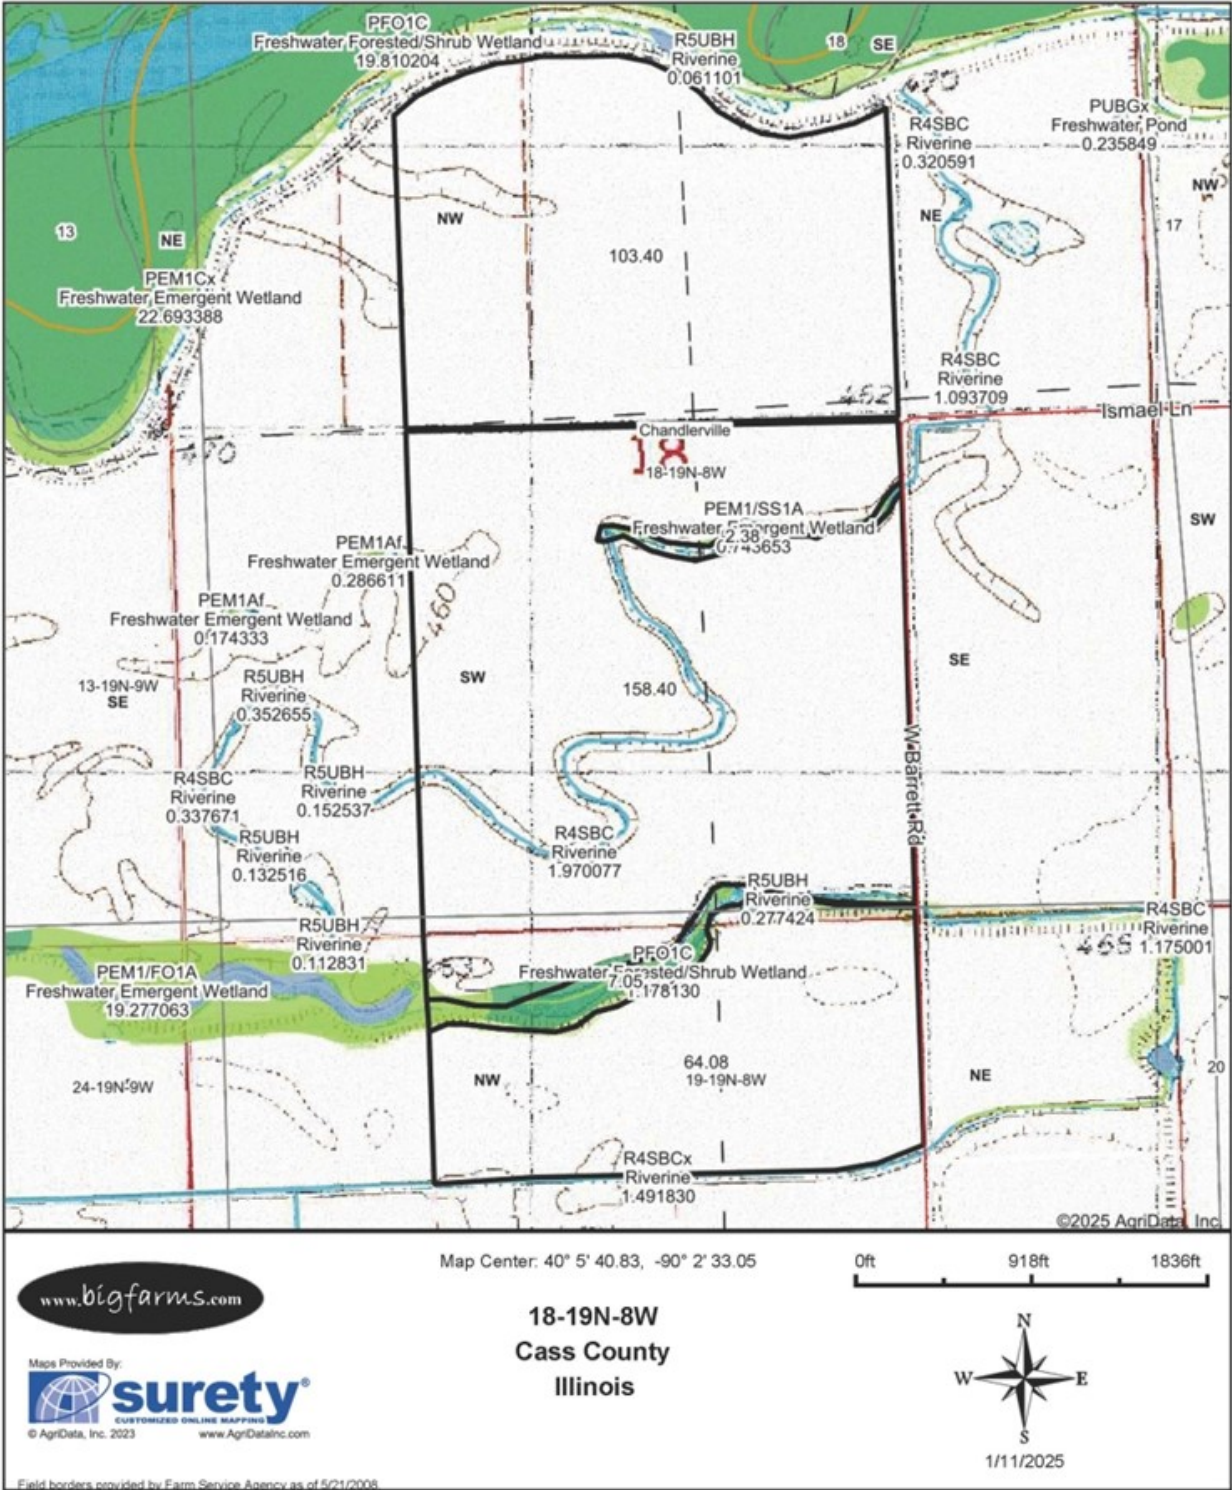 PFO1C
Freshwater Forested/Shrub Wetland
19.810204
R5UBH
Riverine
0.061101
18
SE
470
PUBGx
Freshwater Pond
0.235849
R4SBC
Riverine
0.320591
NW
NW
NE
17
13
NE
103.40
PEM1Cx
Freshwater Emergent Wetland
22.693388
R4SBC
Riverine
1.093709
462
Ismael Ln
Chandlerville
18
18-19N-8W
470
PEM1/SS1A
Freshwater Emergent Wetland
2.38
0.743653
SW
PEM1Af
Freshwater Emergent Wetland
0.286611
460
PEM1Af
Freshwater Emergent Wetland
0.174333
SE
SW
158.40
13-19N-9W
SE
R5UBH
Riverine
0.352655
W Barrett Rd
R4SBC
Riverine
0.337671
R5UBH
Riverine
0.152537
R5UBH
Riverine
0.132516
R4SBC
Riverine
1.970077
R5UBH
Riverine
0.277424
R5UBH
Riverine
0.112831
R4SBC
Riverine
1.175001
465
PEM1/FO1A
Freshwater Emergent Wetland
19.277063
PFO1C
Freshwater Forested/Shrub Wetland
7.05
1.178130
64.08
19-19N-8W
24-19N-9W
NW
NE
20
R4SBCx
Riverine
1.491830
©2025 AgriData, Inc.
Map Center: 40° 5' 40.83, -90° 2' 33.05
0ft 918ft 1836ft
www.bigfarms.com
18-19N-8W
Cass County
Illinois
Maps Provided By:
surety®
CUSTOMIZED ONLINE MAPPING
© AgriData, Inc. 2023 www.AgriDataInc.com
N
W E
S
1/11/2025
Field borders provided by Farm Service Agency as of 5/21/2008.